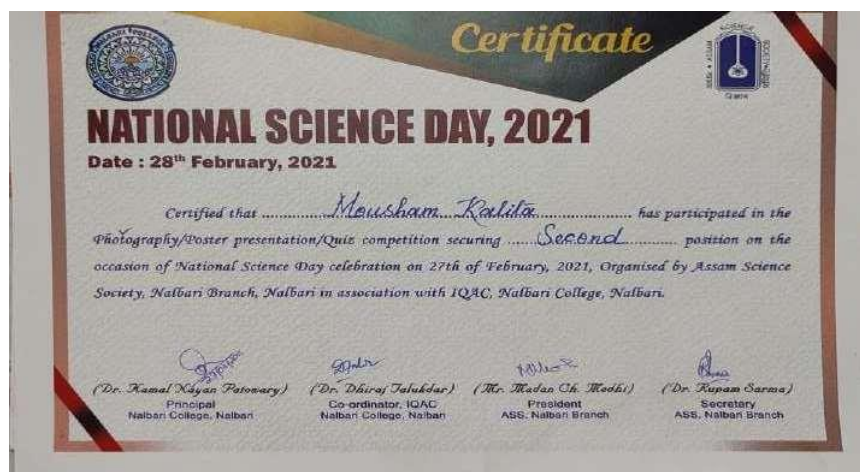 Certificate
NATIONAL SCIENCE DAY, 2021
Date : 28th February, 2021
Certified that ............ Mousham Kalita ............ has participated in the
Photography/Poster presentation/Quiz competition securing ...... Second ............ position on the
occasion of National Science Day celebration on 27th of February, 2021, Organised by Assam Science
Society, Nalbari Branch, Nalbari in association with IQAC, Nalbari College, Nalbari.
(Dr. Kamal Nayan Patowary) (Dr. Dhiraj Talukdar) (Mr. Madan Ch. Medhi) (Dr. Rupam Sarma)
Principal Co-ordinator, IQAC President Secretary
Nalbari College, Nalbari Nalbari College, Nalbari ASS, Nalbari Branch ASS, Nalbari Branch